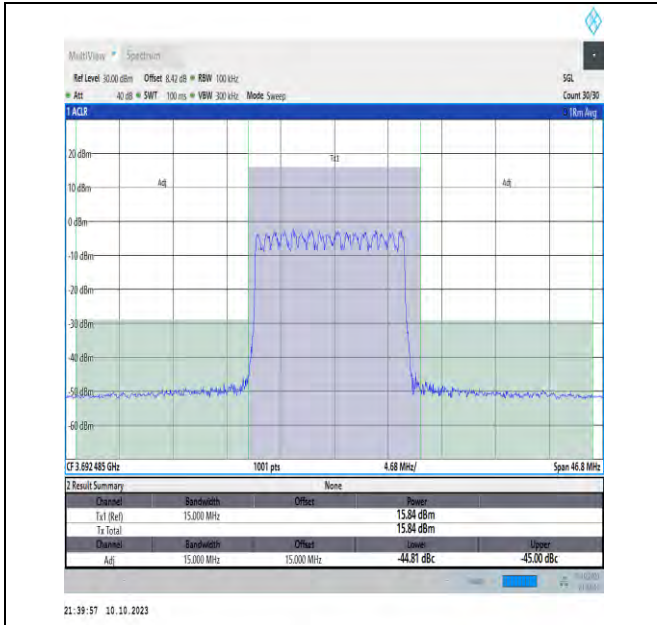 MultiView Spectrum
Ref Level 30.00 dBm Offset 8.42 dB RBW 100 kHz SGL
Att 40 dB SWT 100 ms VBW 300 kHz Mode Sweep Count 30/30
1 ACLR 1Rm Avg
20 dBm
Tx1
Adj Adj
10 dBm
0 dBm
-10 dBm
-20 dBm
-30 dBm
-40 dBm
-50 dBm
-60 dBm
CF 3.692 485 GHz 1001 pts 4.68 MHz/ Span 46.8 MHz
2 Result Summary None
Channel Bandwidth Offset Power
Tx1 (Ref) 15.000 MHz 15.84 dBm
Tx Total 15.84 dBm
Channel Bandwidth Offset Lower Upper
Adj 15.000 MHz 15.000 MHz -44.81 dBc -45.00 dBc
21:39:57 10.10.2023